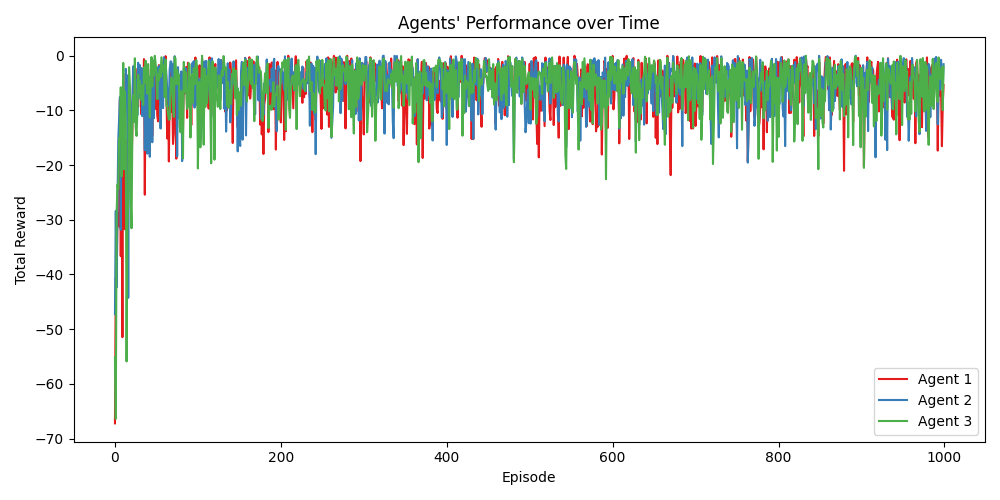 Agents' Performance over Time
Total Reward
0
−10
−20
−30
−40
−50
−60
−70
0
200
400
600
800
1000
Episode
Agent 1
Agent 2
Agent 3